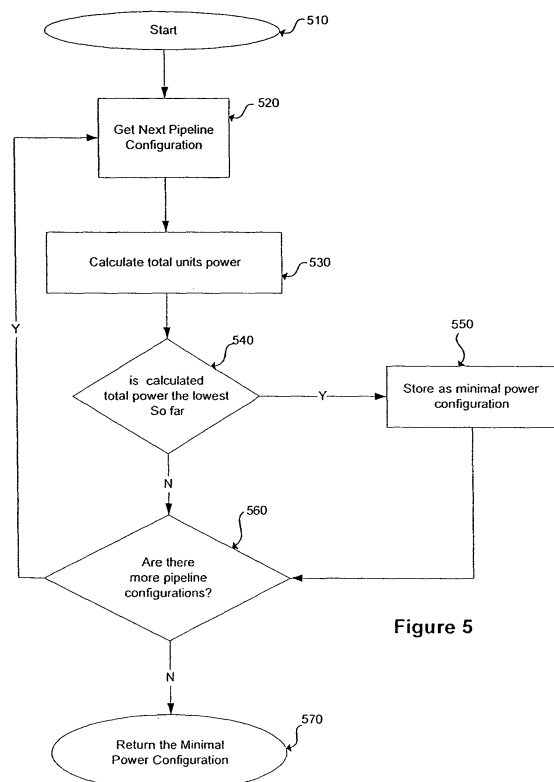 Start
510
520
Get Next Pipeline
Configuration
Calculate total units power
530
Y
540
550
is calculated
total power the lowest
So far
Y
Store as minimal power
configuration
N
560
Are there
more pipeline
configurations?
Figure 5
N
570
Return the Minimal
Power Configuration